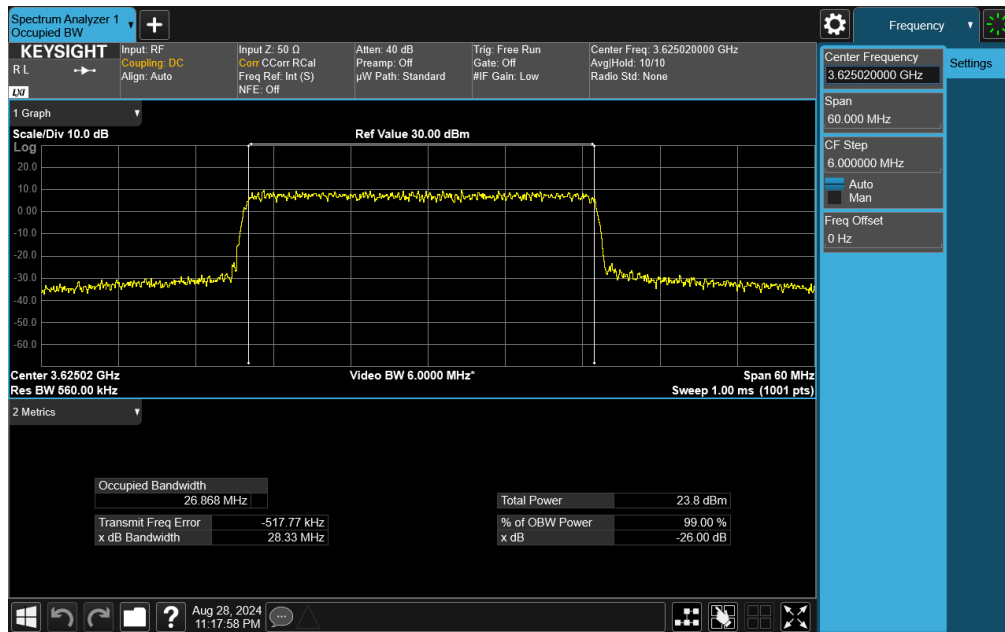 Spectrum Analyzer 1
Occupied BW
Frequency
KEYSIGHT
R L
LXI
Input: RF
Coupling: DC
Align: Auto
Input Z: 50 Ω
Corr CCorr RCal
Freq Ref: Int (S)
NFE: Off
Atten: 40 dB
Preamp: Off
µW Path: Standard
Trig: Free Run
Gate: Off
#IF Gain: Low
Center Freq: 3.625020000 GHz
Avg|Hold: 10/10
Radio Std: None
Center Frequency
3.625020000 GHz
Settings
Span
60.000 MHz
CF Step
6.000000 MHz
Auto
Man
Freq Offset
0 Hz
1 Graph
Scale/Div 10.0 dB
Ref Value 30.00 dBm
Log
20.0
10.0
0.00
-10.0
-20.0
-30.0
-40.0
-50.0
-60.0
Center 3.62502 GHz
Video BW 6.0000 MHz*
Span 60 MHz
Res BW 560.00 kHz
Sweep 1.00 ms (1001 pts)
2 Metrics
Occupied Bandwidth
26.868 MHz
Total Power 23.8 dBm
Transmit Freq Error -517.77 kHz
% of OBW Power 99.00 %
x dB Bandwidth 28.33 MHz
x dB -26.00 dB
Aug 28, 2024
11:17:58 PM